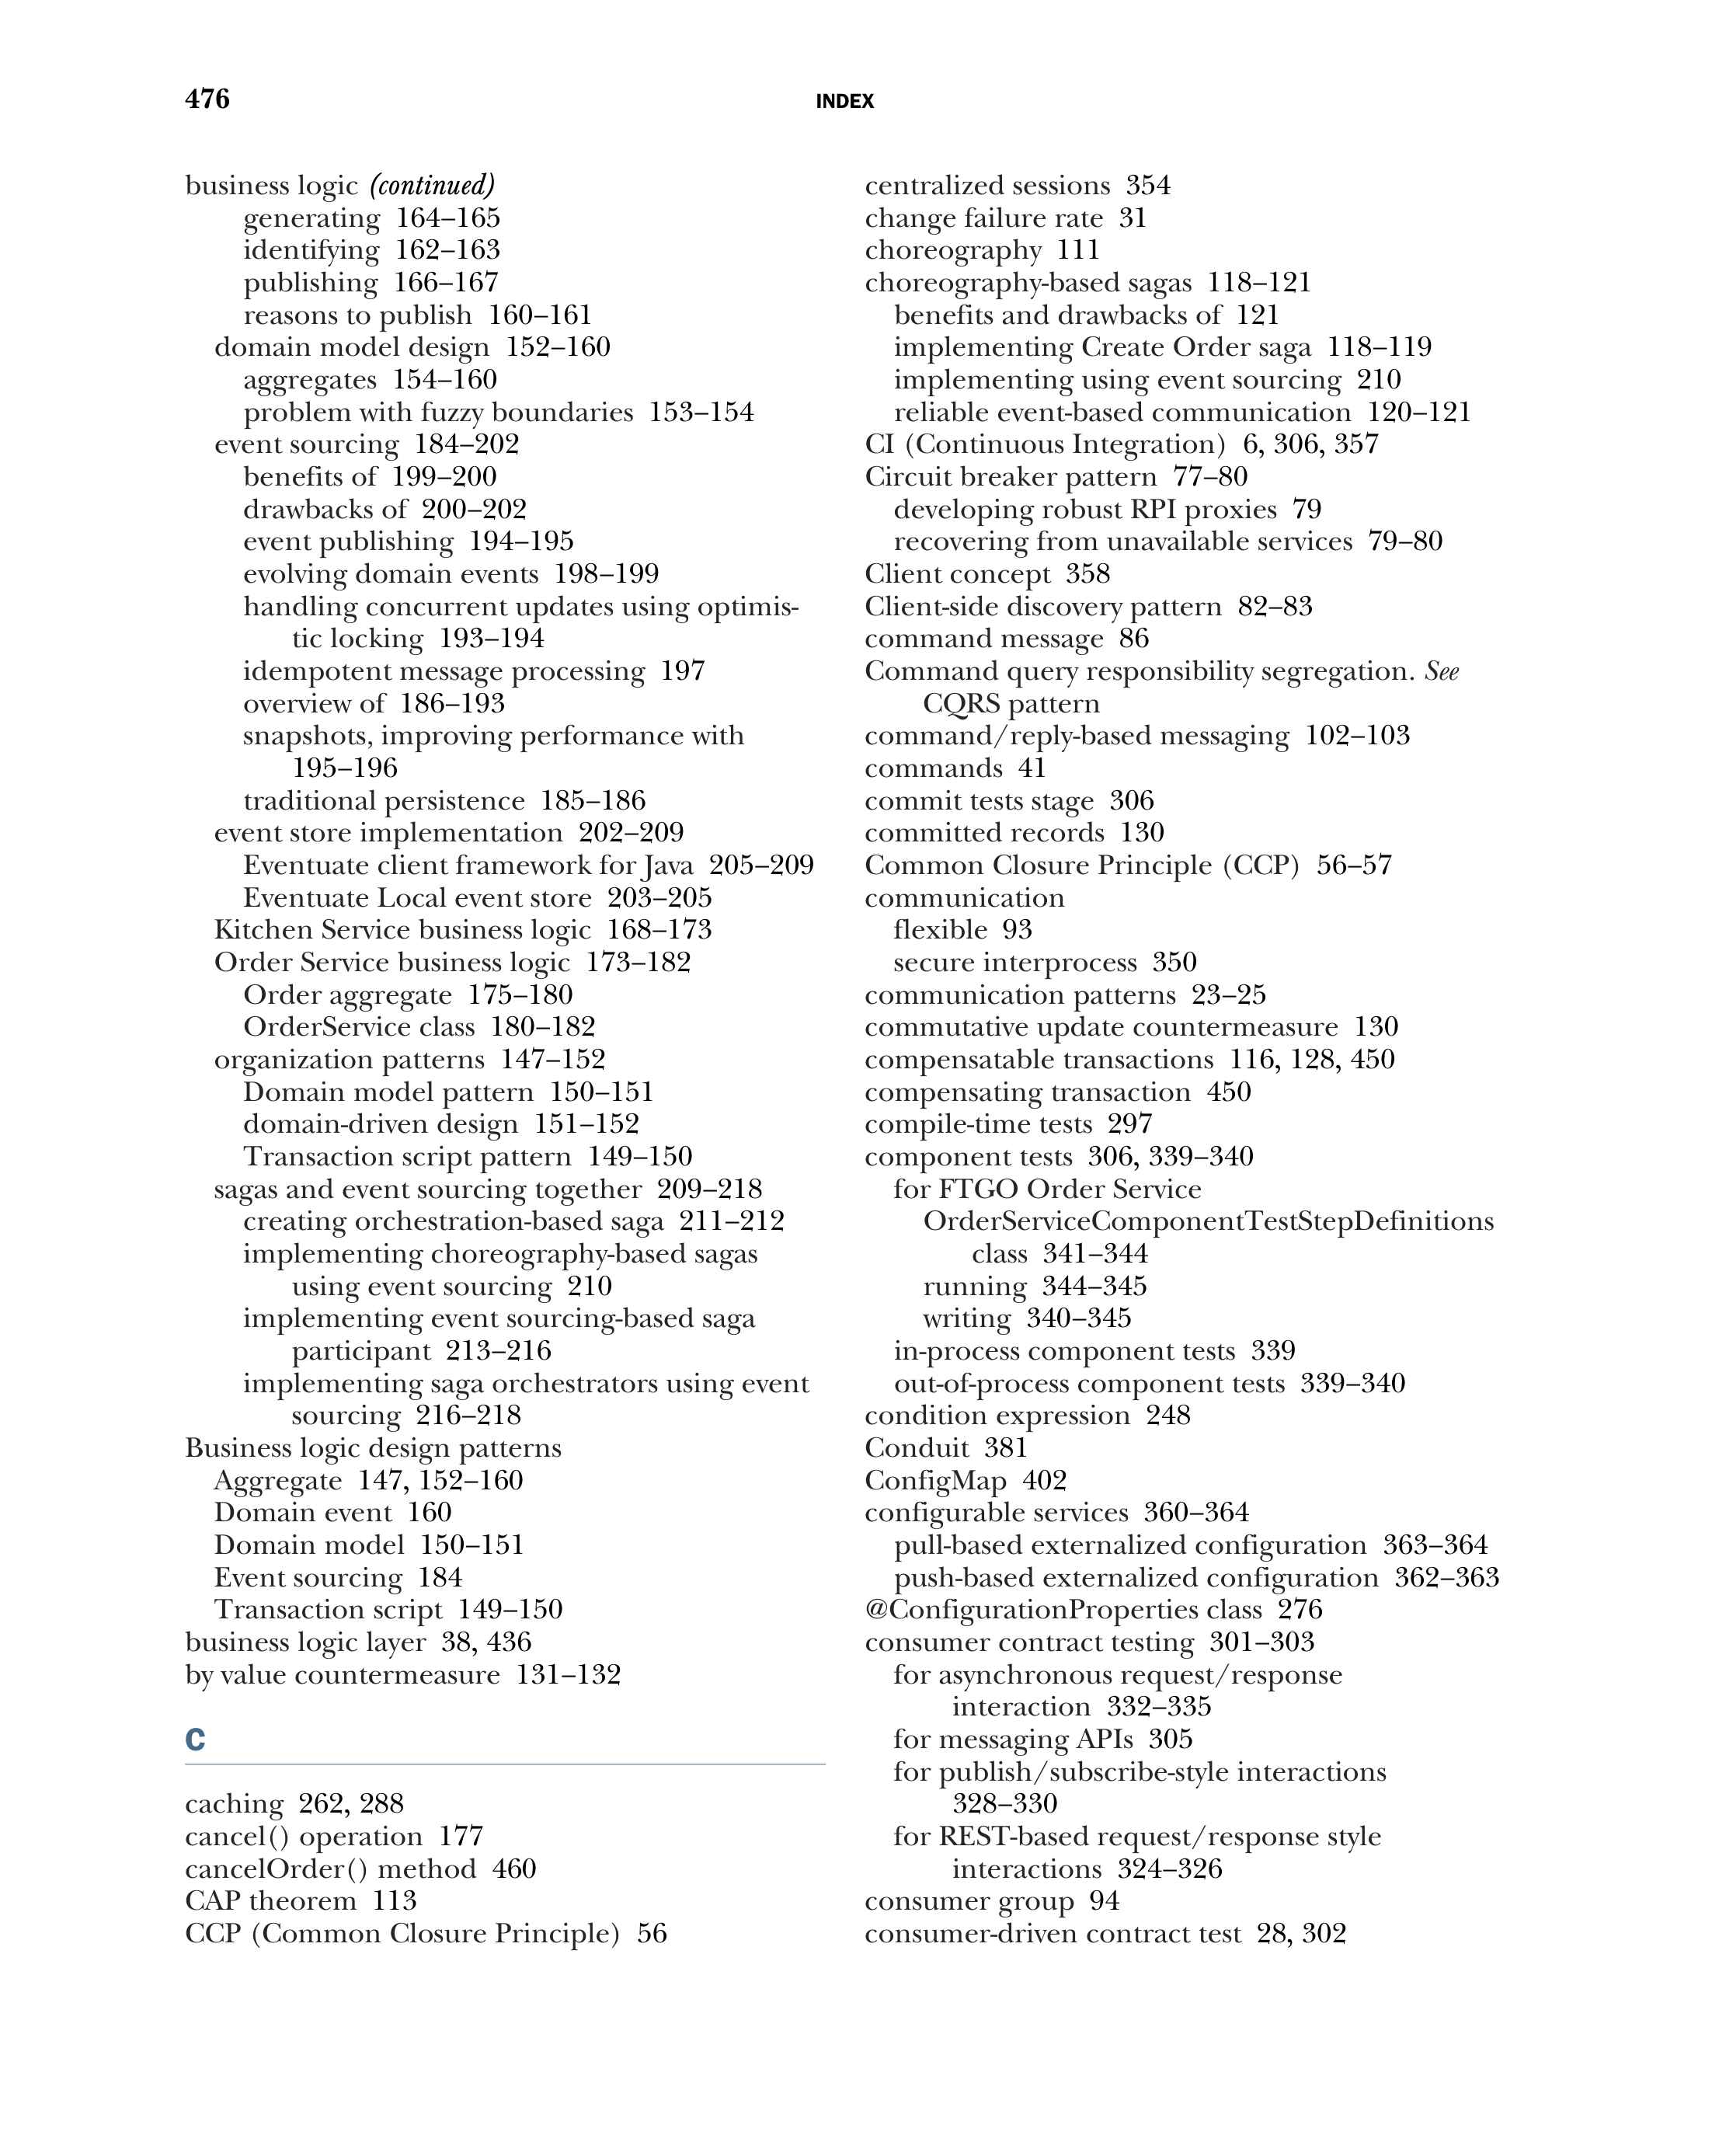 476
INDEX
business logic (continued)
generating 164–165
identifying 162–163
publishing 166–167
reasons to publish 160–161
domain model design 152–160
aggregates 154–160
problem with fuzzy boundaries 153–154
event sourcing 184–202
benefits of 199–200
drawbacks of 200–202
event publishing 194–195
evolving domain events 198–199
handling concurrent updates using optimis-
tic locking 193–194
idempotent message processing 197
overview of 186–193
snapshots, improving performance with
195–196
traditional persistence 185–186
event store implementation 202–209
Eventuate client framework for Java 205–209
Eventuate Local event store 203–205
Kitchen Service business logic 168–173
Order Service business logic 173–182
Order aggregate 175–180
OrderService class 180–182
organization patterns 147–152
Domain model pattern 150–151
domain-driven design 151–152
Transaction script pattern 149–150
sagas and event sourcing together 209–218
creating orchestration-based saga 211–212
implementing choreography-based sagas
using event sourcing 210
implementing event sourcing-based saga
participant 213–216
implementing saga orchestrators using event
sourcing 216–218
Business logic design patterns
Aggregate 147, 152–160
Domain event 160
Domain model 150–151
Event sourcing 184
Transaction script 149–150
business logic layer 38, 436
by value countermeasure 131–132
C
caching 262, 288
cancel() operation 177
cancelOrder() method 460
CAP theorem 113
CCP (Common Closure Principle) 56
centralized sessions 354
change failure rate 31
choreography 111
choreography-based sagas 118–121
benefits and drawbacks of 121
implementing Create Order saga 118–119
implementing using event sourcing 210
reliable event-based communication 120–121
CI (Continuous Integration) 6, 306, 357
Circuit breaker pattern 77–80
developing robust RPI proxies 79
recovering from unavailable services 79–80
Client concept 358
Client-side discovery pattern 82–83
command message 86
Command query responsibility segregation. See
CQRS pattern
command/reply-based messaging 102–103
commands 41
commit tests stage 306
committed records 130
Common Closure Principle (CCP) 56–57
communication
flexible 93
secure interprocess 350
communication patterns 23–25
commutative update countermeasure 130
compensatable transactions 116, 128, 450
compensating transaction 450
compile-time tests 297
component tests 306, 339–340
for FTGO Order Service
OrderServiceComponentTestStepDefinitions
class 341–344
running 344–345
writing 340–345
in-process component tests 339
out-of-process component tests 339–340
condition expression 248
Conduit 381
ConfigMap 402
configurable services 360–364
pull-based externalized configuration 363–364
push-based externalized configuration 362–363
@ConfigurationProperties class 276
consumer contract testing 301–303
for asynchronous request/response
interaction 332–335
for messaging APIs 305
for publish/subscribe-style interactions
328–330
for REST-based request/response style
interactions 324–326
consumer group 94
consumer-driven contract test 28, 302